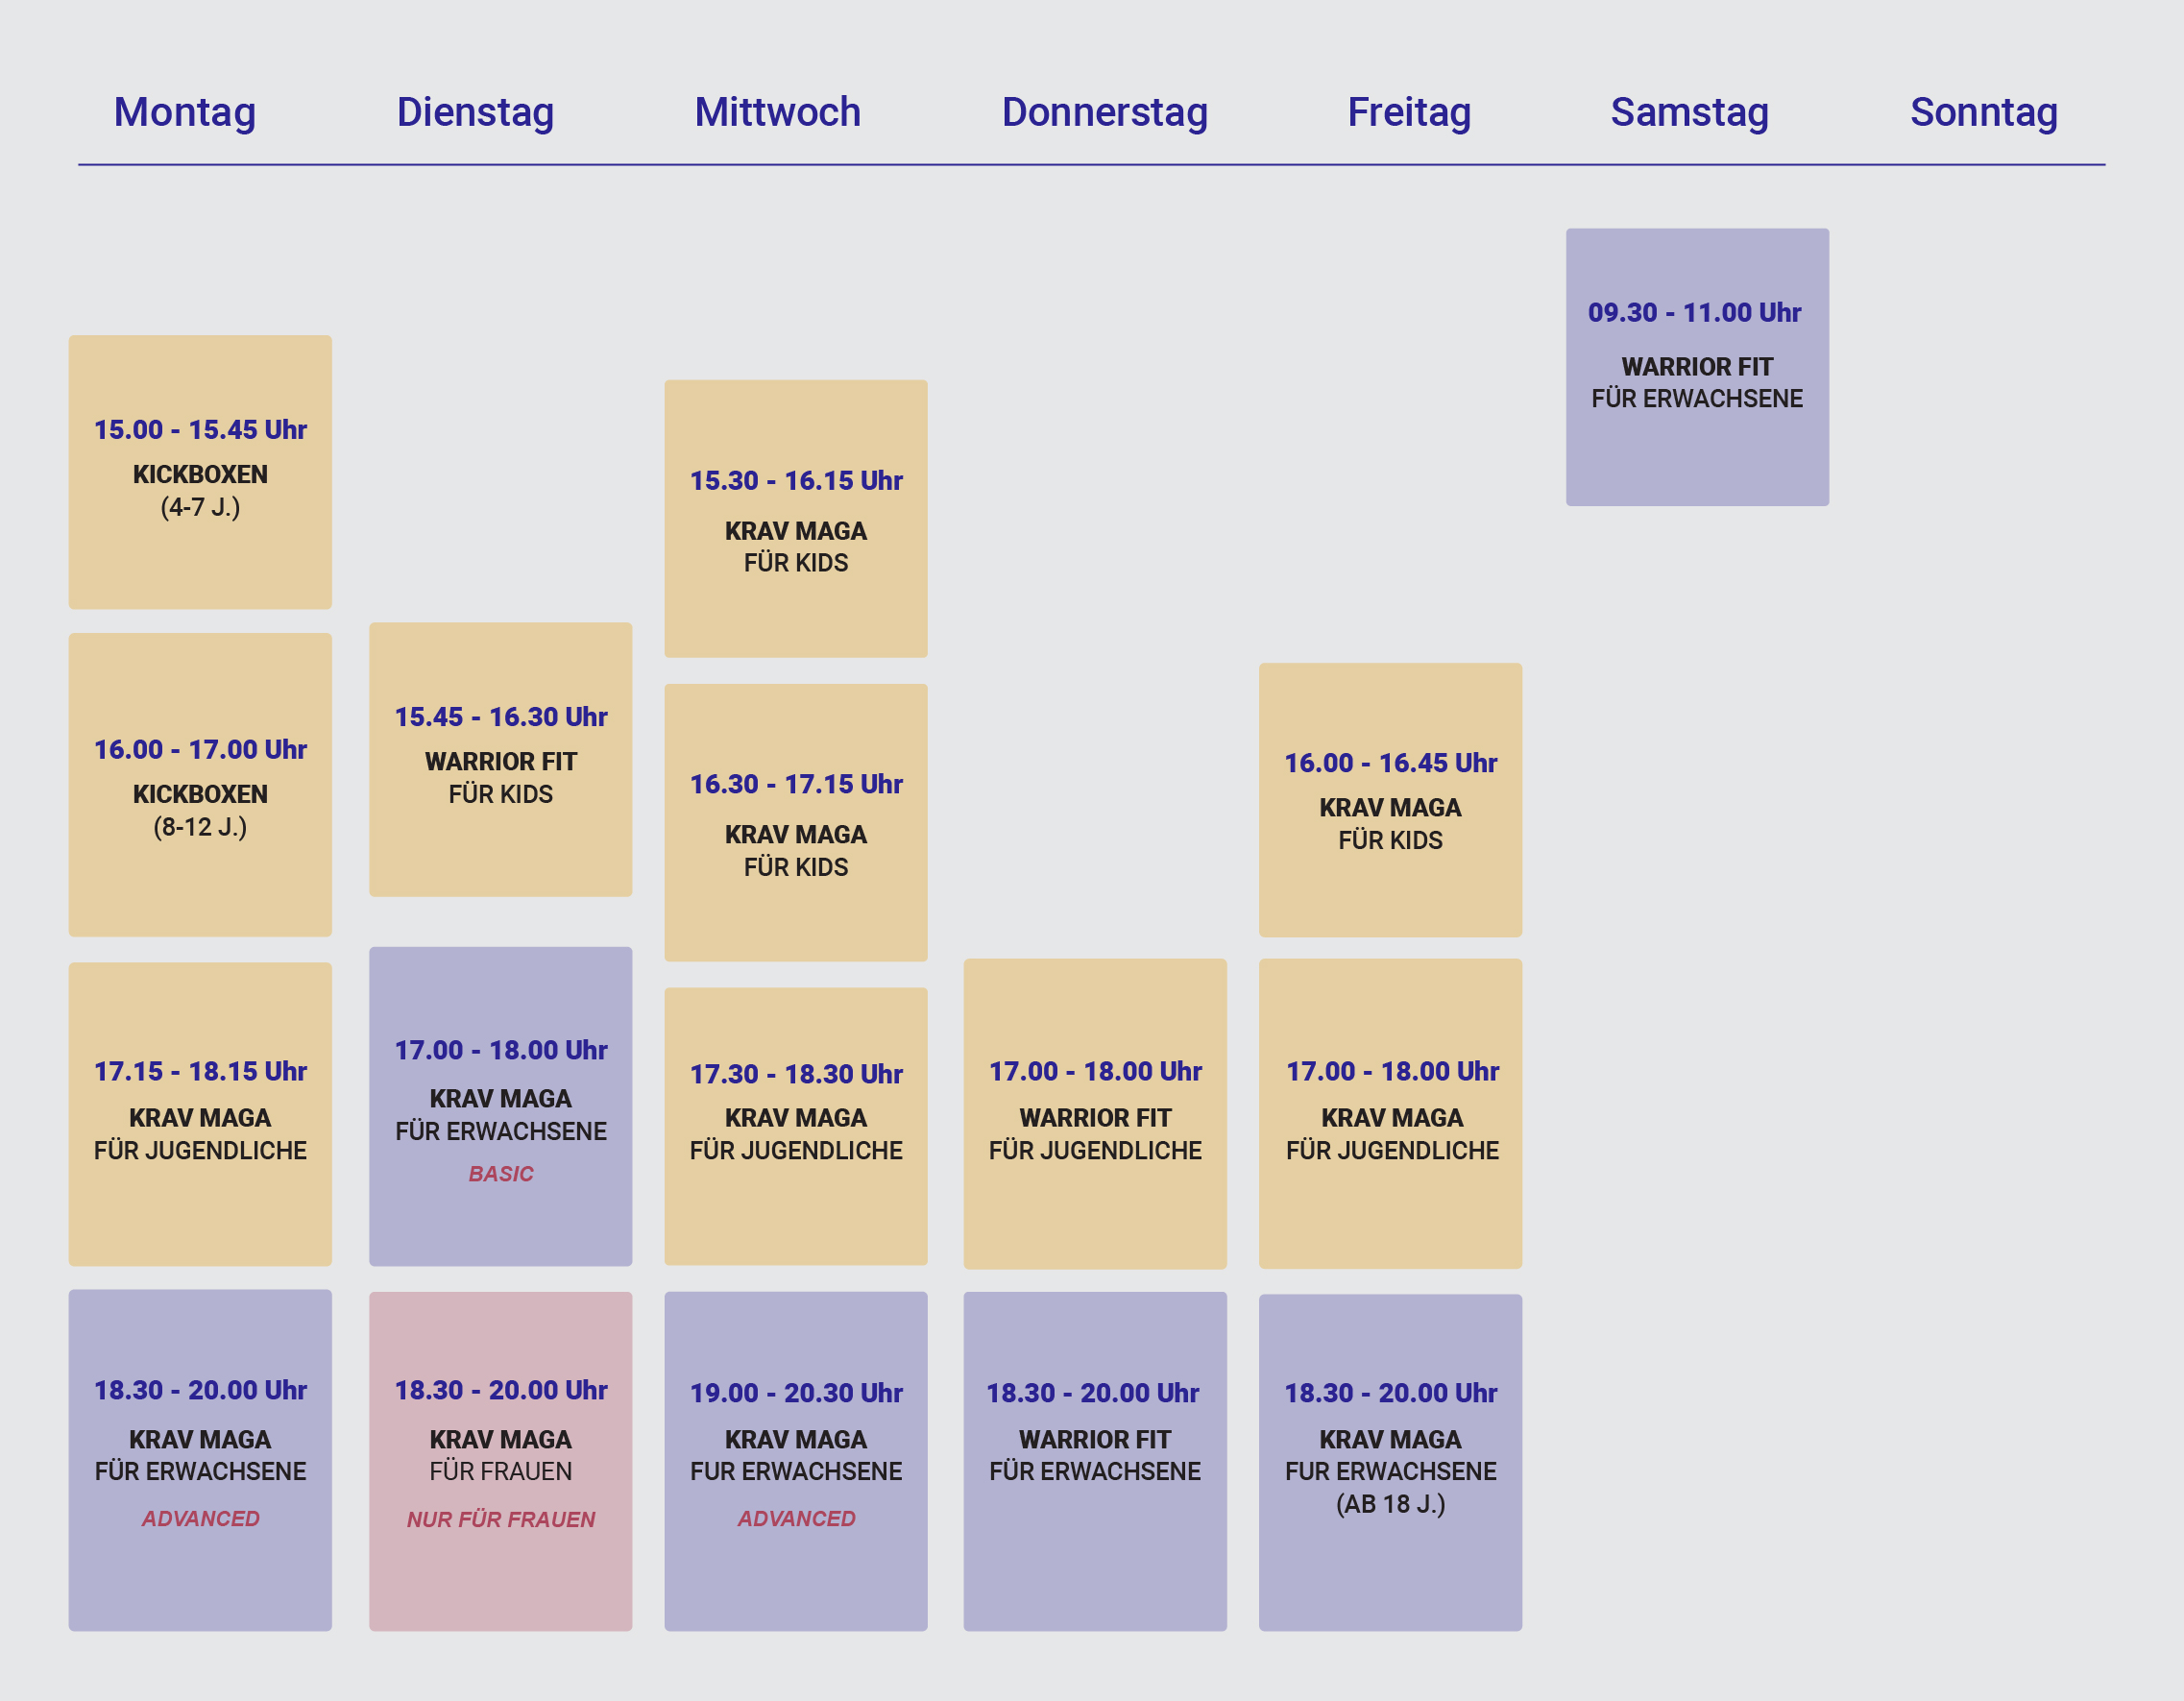 Montag
Dienstag
Mittwoch
Donnerstag
Freitag
Samstag
Sonntag
15.00 - 15.45 Uhr
KICKBOXEN
(4-7 J.)
16.00 - 17.00 Uhr
KICKBOXEN
(8-12 J.)
17.15 - 18.15 Uhr
KRAV MAGA
FÜR JUGENDLICHE
18.30 - 20.00 Uhr
KRAV MAGA
FÜR ERWACHSENE
ADVANCED
15.45 - 16.30 Uhr
WARRIOR FIT
FÜR KIDS
17.00 - 18.00 Uhr
KRAV MAGA
FÜR ERWACHSENE
BASIC
18.30 - 20.00 Uhr
KRAV MAGA
FÜR FRAUEN
NUR FÜR FRAUEN
15.30 - 16.15 Uhr
KRAV MAGA
FÜR KIDS
16.30 - 17.15 Uhr
KRAV MAGA
FÜR KIDS
17.30 - 18.30 Uhr
KRAV MAGA
FÜR JUGENDLICHE
19.00 - 20.30 Uhr
KRAV MAGA
FUR ERWACHSENE
ADVANCED
17.00 - 18.00 Uhr
WARRIOR FIT
FÜR JUGENDLICHE
18.30 - 20.00 Uhr
WARRIOR FIT
FÜR ERWACHSENE
16.00 - 16.45 Uhr
KRAV MAGA
FÜR KIDS
17.00 - 18.00 Uhr
KRAV MAGA
FÜR JUGENDLICHE
18.30 - 20.00 Uhr
KRAV MAGA
FUR ERWACHSENE
(AB 18 J.)
09.30 - 11.00 Uhr
WARRIOR FIT
FÜR ERWACHSENE